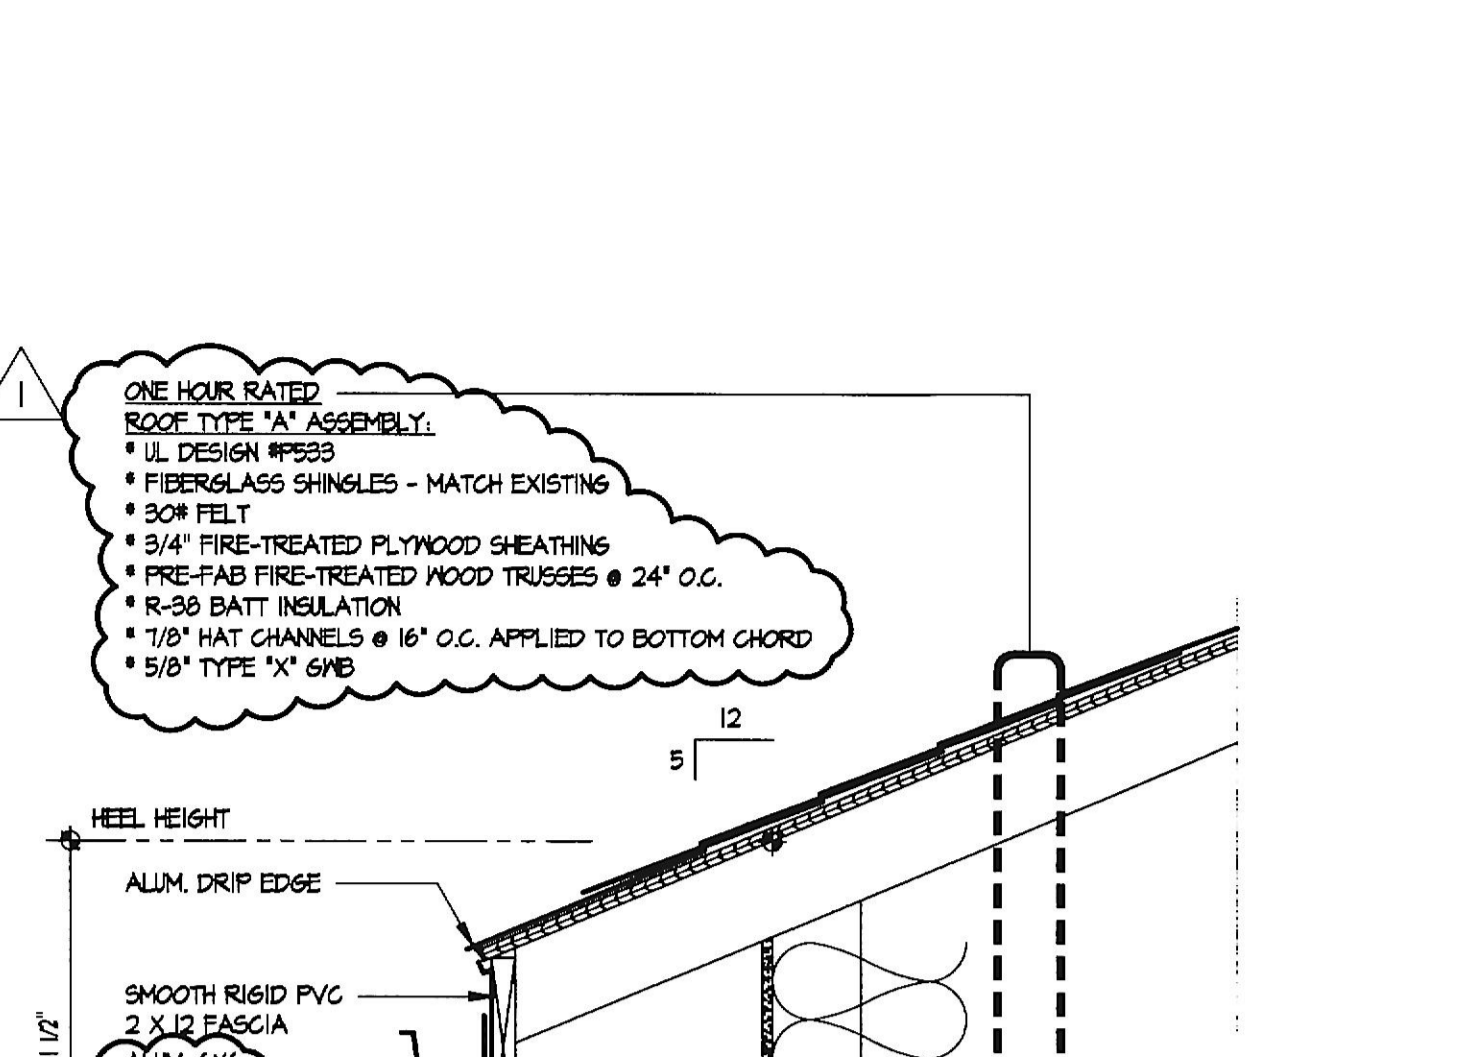 1
ONE HOUR RATED
ROOF TYPE "A" ASSEMBLY:
* UL DESIGN #P533
* FIBERGLASS SHINGLES - MATCH EXISTING
* 30# FELT
* 3/4" FIRE-TREATED PLYWOOD SHEATHING
* PRE-FAB FIRE-TREATED WOOD TRUSSES @ 24" O.C.
* R-38 BATT INSULATION
* 7/8" HAT CHANNELS @ 16" O.C. APPLIED TO BOTTOM CHORD
* 5/8" TYPE "X" GWB
12
5
HEEL HEIGHT
ALUM. DRIP EDGE
SMOOTH RIGID PVC
2 X 12 FASCIA
1 1/2"